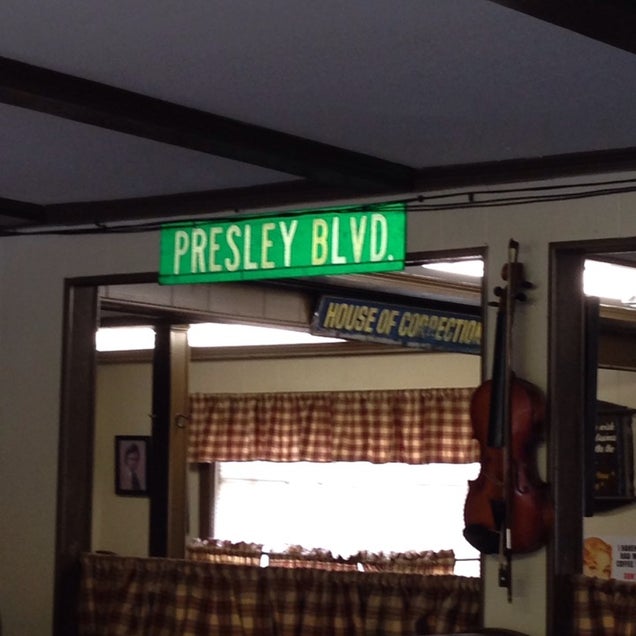 PRESLEY BLVD.
HOUSE OF CORRECTION